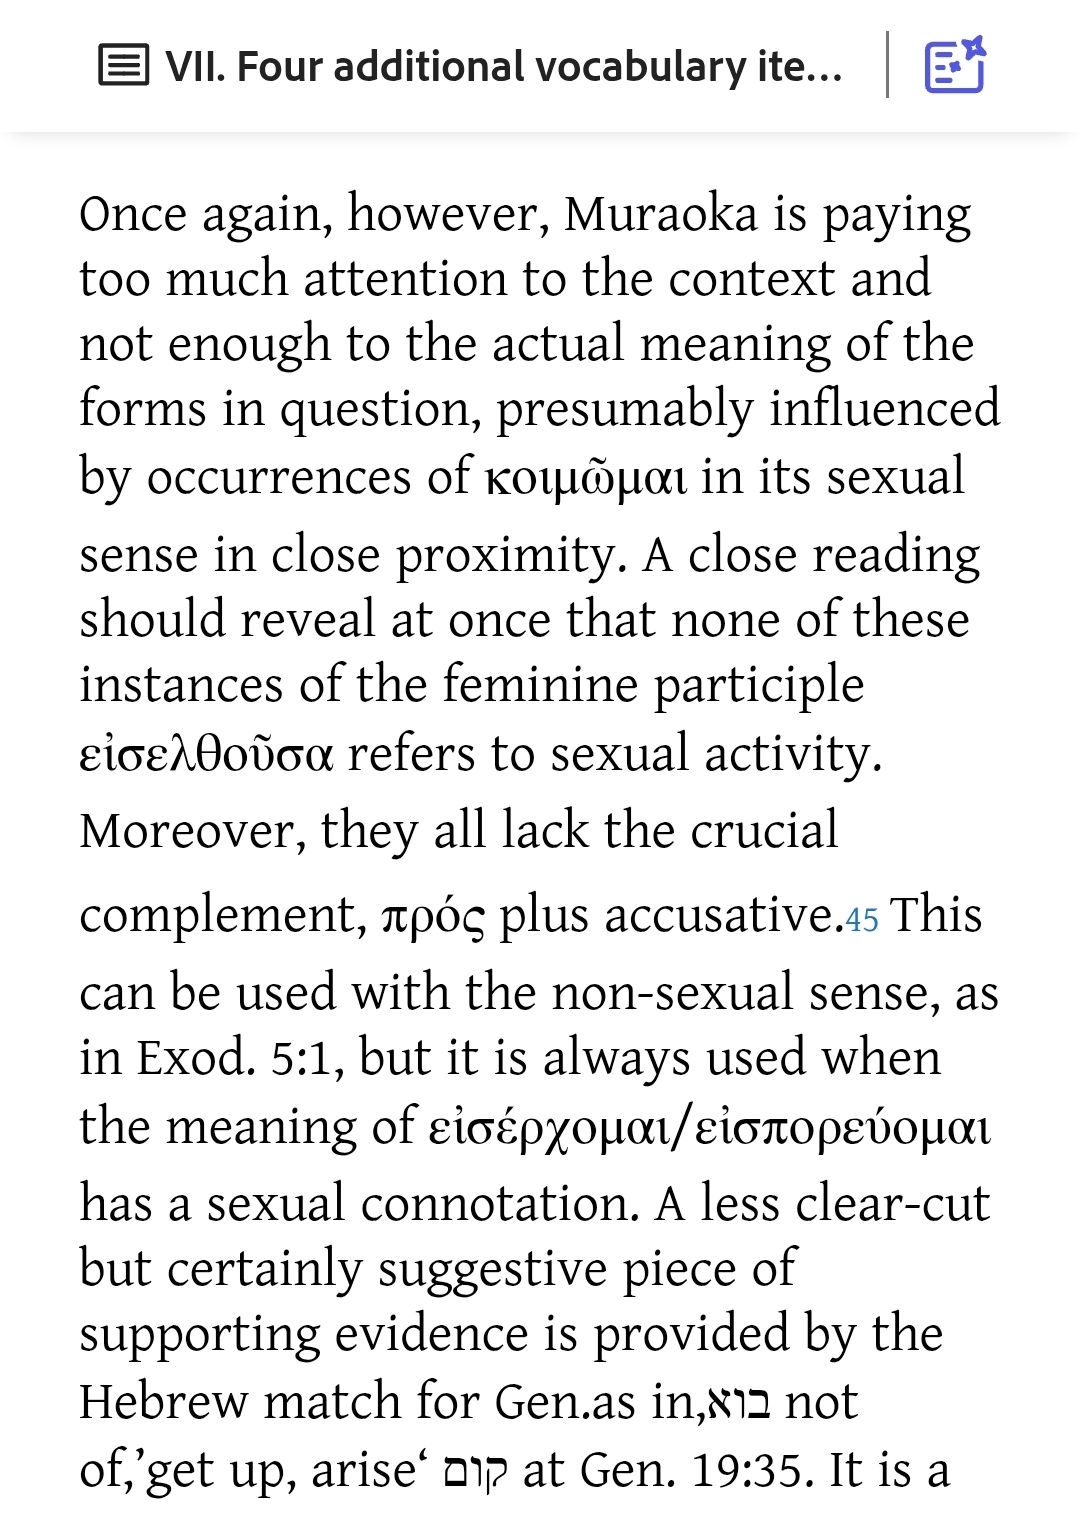 VII. Four additional vocabulary ite...
Once again, however, Muraoka is paying
too much attention to the context and
not enough to the actual meaning of the
forms in question, presumably influenced
by occurrences of κοιμῶμαι in its sexual
sense in close proximity. A close reading
should reveal at once that none of these
instances of the feminine participle
εἰσελθοῦσα refers to sexual activity.
Moreover, they all lack the crucial
complement, πρός plus accusative.45 This
can be used with the non-sexual sense, as
in Exod. 5:1, but it is always used when
the meaning of εἰσέρχομαι/εἰσπορεύομαι
has a sexual connotation. A less clear-cut
but certainly suggestive piece of
supporting evidence is provided by the
Hebrew match for Gen.as in,בוא not
of,’get up, arise‘ קום at Gen. 19:35. It is a